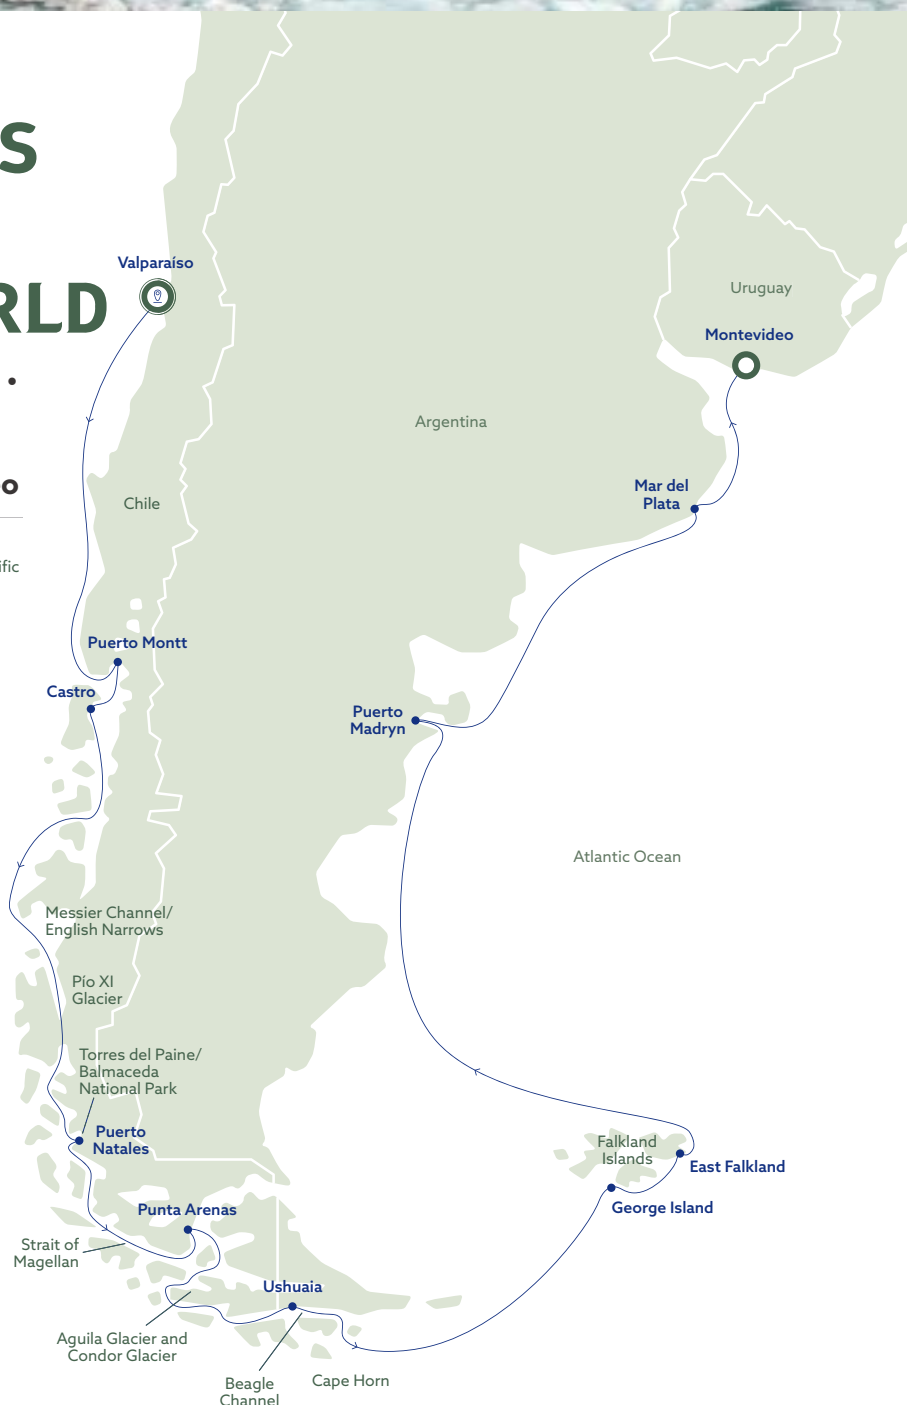 S
Valparaíso
RLD
Uruguay
Montevideo
.
Argentina
Mar del
Plata
o
Chile
ific
Puerto Montt
Castro
Puerto
Madryn
Atlantic Ocean
Messier Channel/
English Narrows
Pío XI
Glacier
Torres del Paine/
Balmaceda
National Park
Puerto
Natales
Falkland
Islands
East Falkland
George Island
Punta Arenas
Strait of
Magellan
Ushuaia
Aguila Glacier and
Condor Glacier
Cape Horn
Beagle
Channel